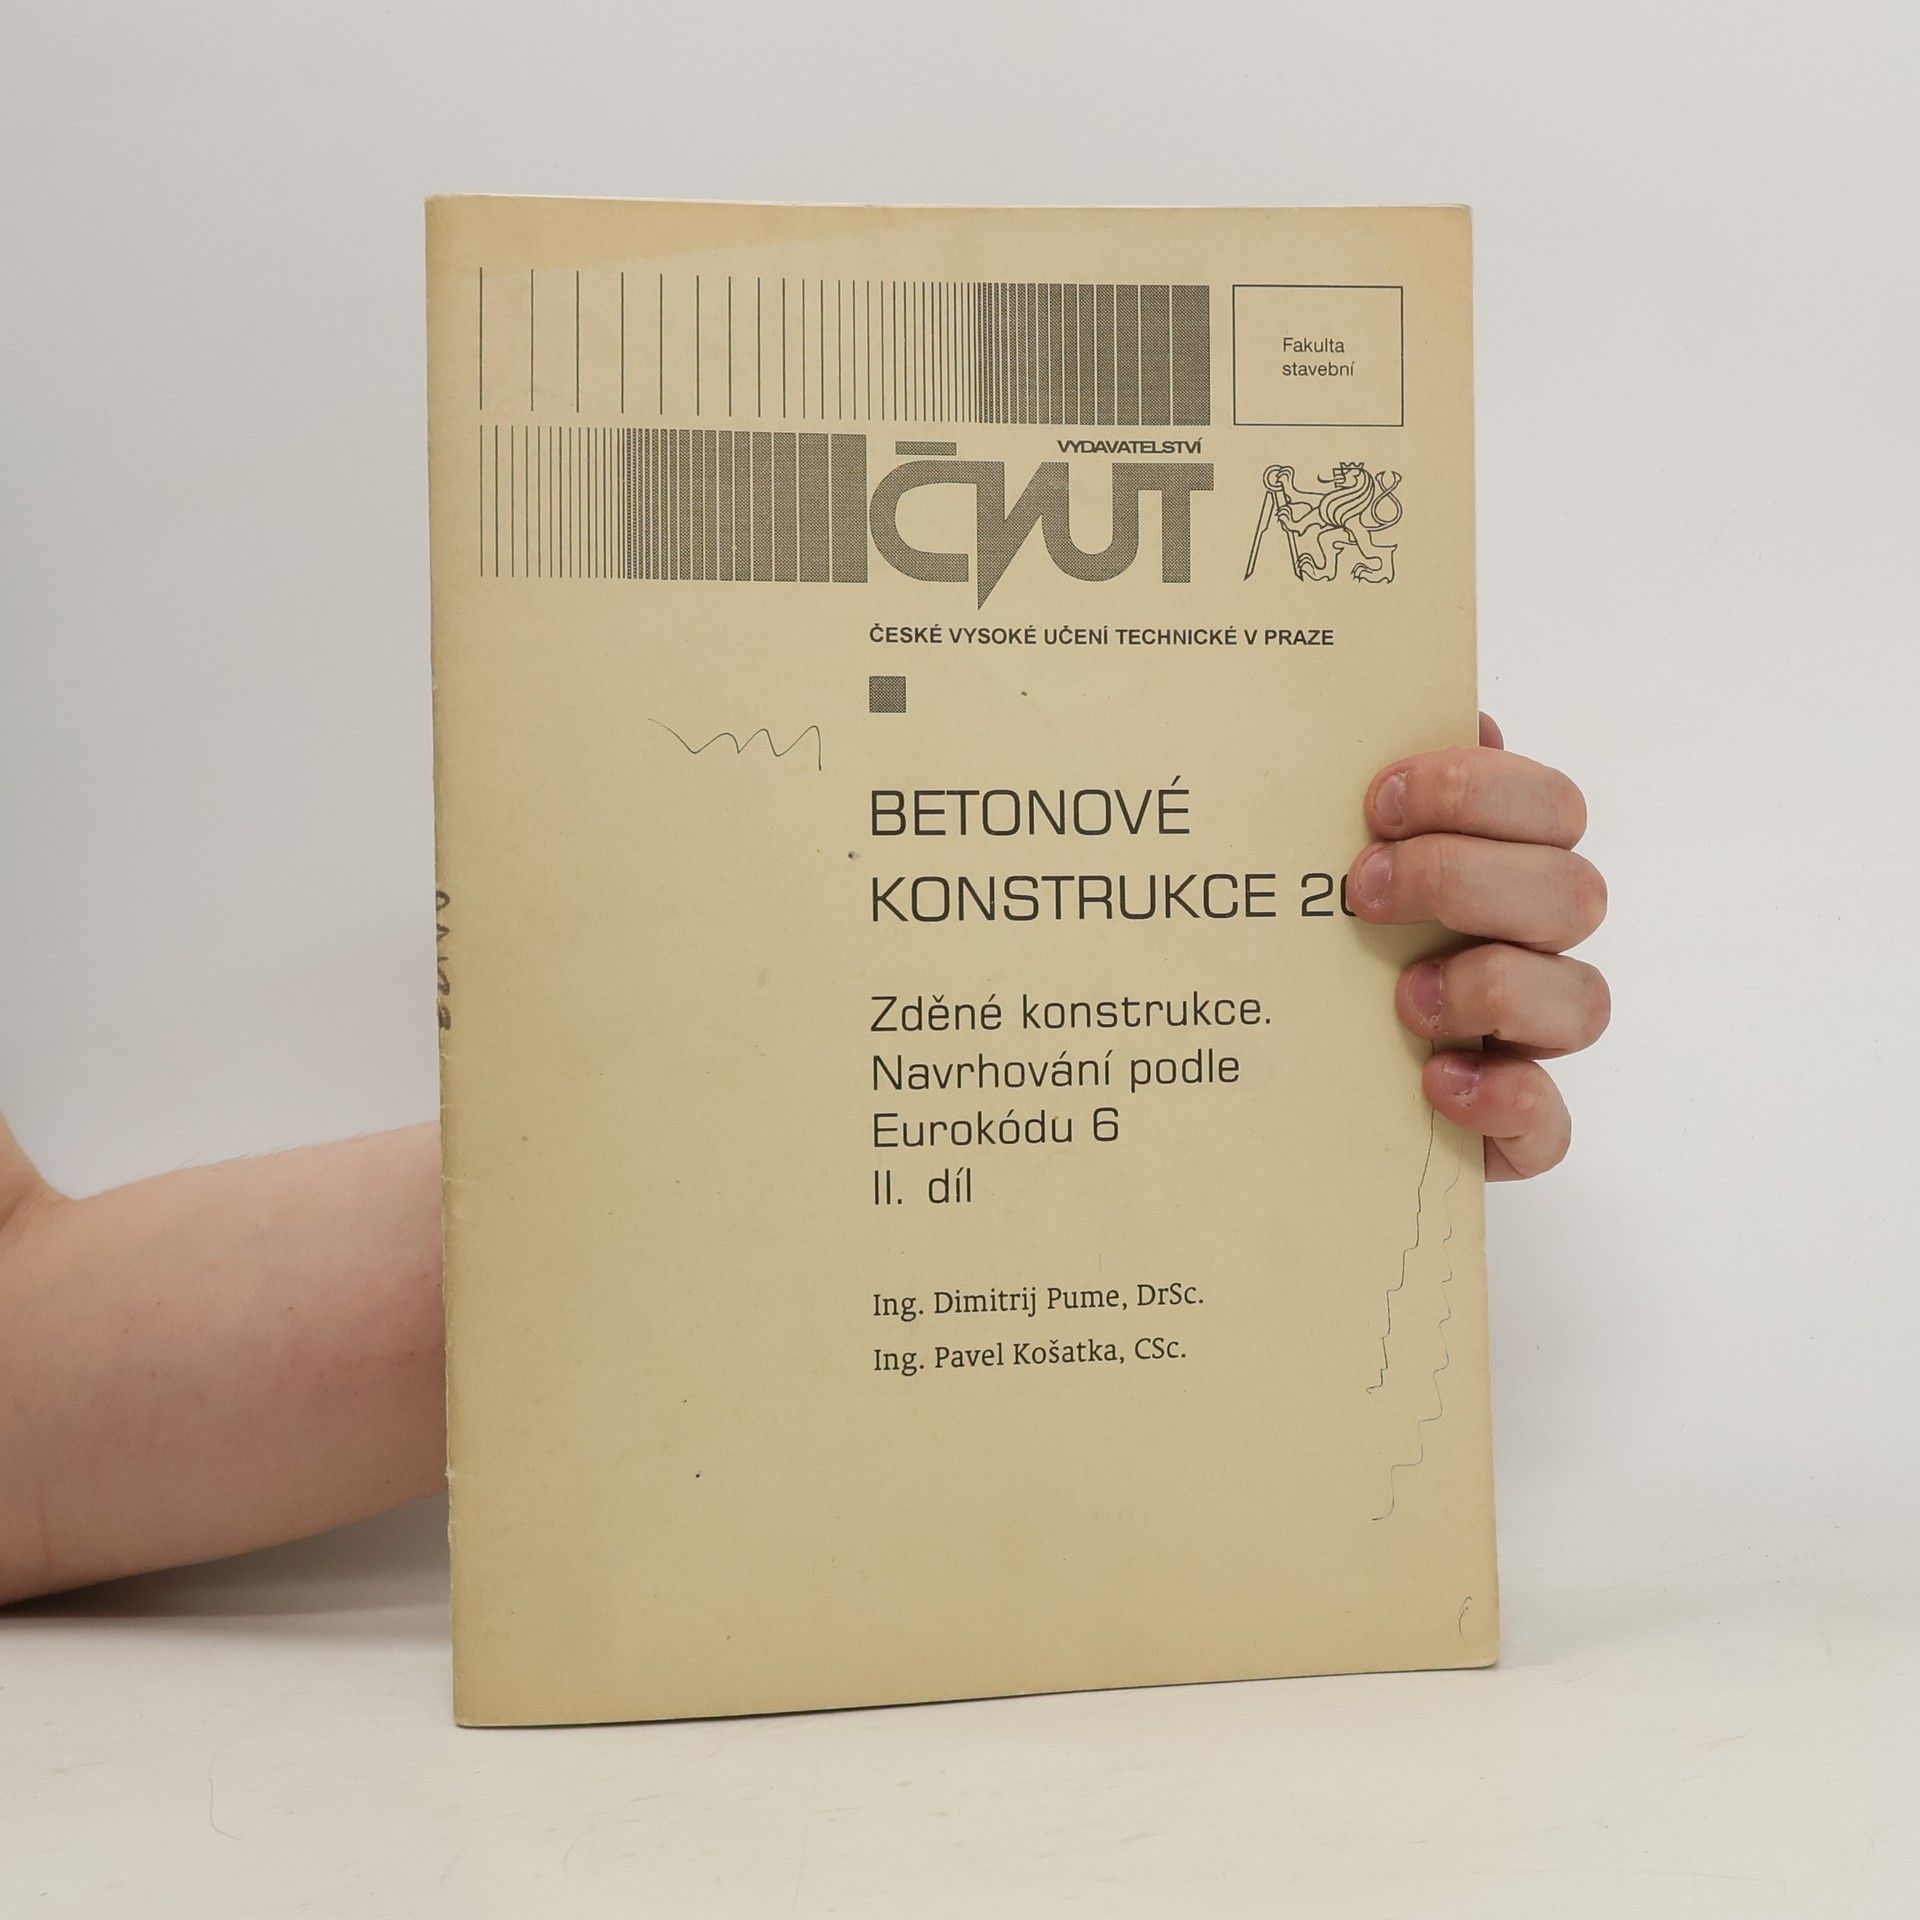 Fakulta
stavební
VYDAVATELSTVÍ
ČVUT
ČESKÉ VYSOKÉ UČENÍ TECHNICKÉ V PRAZE
BETONOVÉ
KONSTRUKCE 20
Zděné konstrukce.
Navrhování podle
Eurokódu 6
II. díl
Ing. Dimitrij Pume, DrSc.
Ing. Pavel Košatka, CSc.